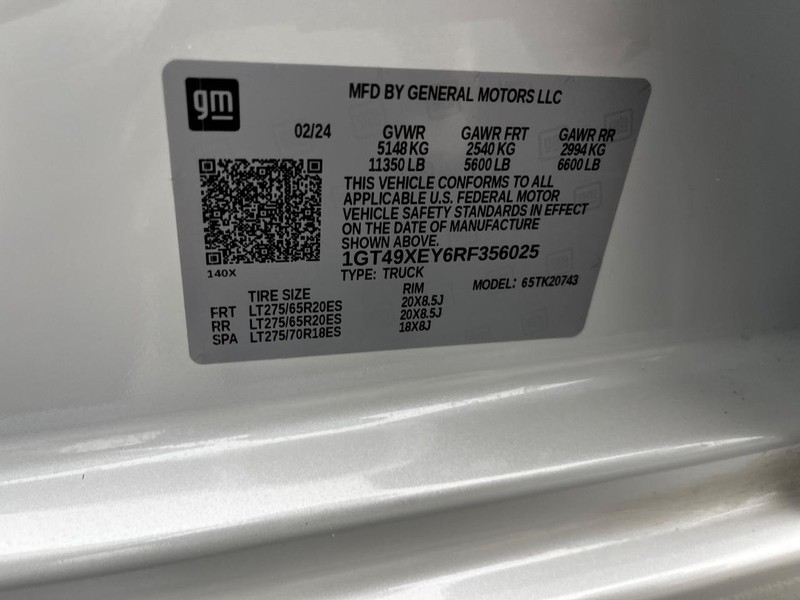 gm
MFD BY GENERAL MOTORS LLC
02/24 GVWR GAWR FRT GAWR RR
5148 KG 2540 KG 2994 KG
11350 LB 5600 LB 6600 LB
THIS VEHICLE CONFORMS TO ALL
APPLICABLE U.S. FEDERAL MOTOR
VEHICLE SAFETY STANDARDS IN EFFECT
ON THE DATE OF MANUFACTURE
SHOWN ABOVE.
1GT49XEY6RF356025
140X
TYPE: TRUCK MODEL: 65TK20743
TIRE SIZE RIM
FRT LT275/65R20ES 20X8.5J
RR LT275/65R20ES 20X8.5J
SPA LT275/70R18ES 18X8J